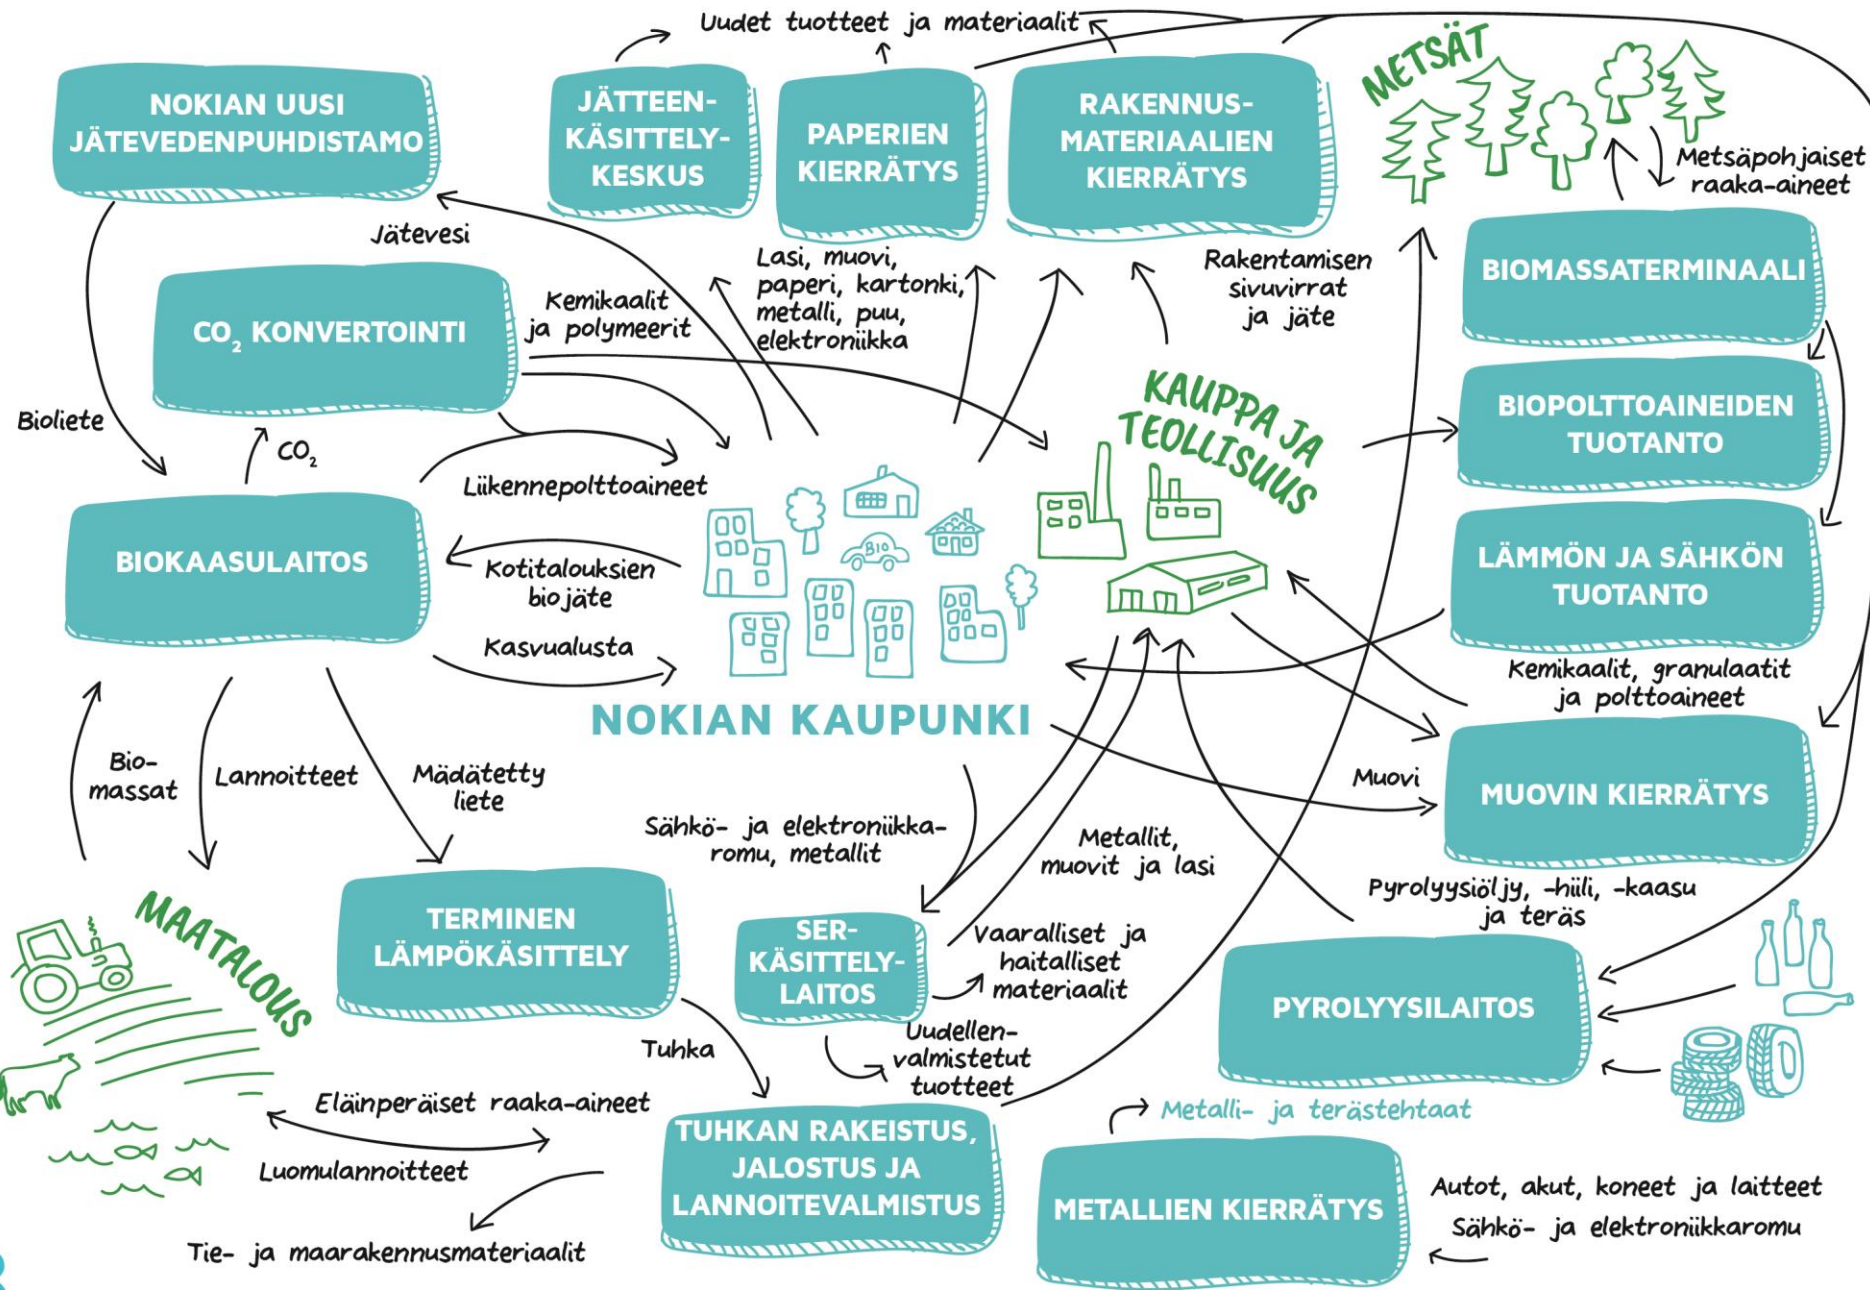 Uudet tuotteet ja materiaalit
NOKIAN UUSI
JÄTEVEDENPUHDISTAMO
JÄTTEEN-
KÄSITTELY-
KESKUS
PAPERIEN
KIERRÄTYS
RAKENNUS-
MATERIAALIEN
KIERRÄTYS
METSÄT
Metsäpohjaiset
raaka-aineet
Jätevesi
Lasi, muovi,
paperi, kartonki,
metalli, puu,
elektroniikka
Rakentamisen
sivuvirrat
ja jäte
BIOMASSATERMINAALI
CO₂ KONVERTOINTI
Kemikaalit
ja polymeerit
KAUPPA JA
TEOLLISUUS
BIOPOLTTOAINEIDEN
TUOTANTO
Bioliete
CO₂
Liikennepolttoaineet
BIOKAASULAITOS
BIO
LÄMMÖN JA SÄHKÖN
TUOTANTO
Kotitalouksien
biojäte
Kasvualusta
NOKIAN KAUPUNKI
Kemikaalit, granulaatit
ja polttoaineet
Bio-
massat
Lannoitteet
Mädätetty
liete
Muovi
MUOVIN KIERRÄTYS
Sähkö- ja elektroniikka-
romu, metallit
Metallit,
muovit ja lasi
Pyrolyysiöljy, -hiili, -kaasu
ja teräs
MAATALOUS
TERMINEN
LÄMPÖKÄSITTELY
SER-
KÄSITTELY-
LAITOS
Vaaralliset ja
haitalliset
materiaalit
PYROLYYSILAITOS
Tuhka
Uudellen-
valmistetut
tuotteet
Eläinperäiset raaka-aineet
Luomulannoitteet
TUHKAN RAKEISTUS,
JALOSTUS JA
LANNOITEVALMISTUS
Metalli- ja terästehtaat
METALLIEN KIERRÄTYS
Autot, akut, koneet ja laitteet
Sähkö- ja elektroniikkaromu
Tie- ja maarakennusmateriaalit